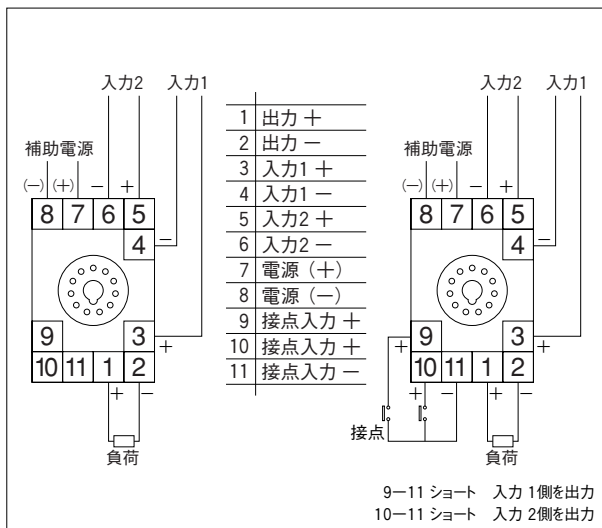 入力2 入力1
補助電源
(−) (+) − +
8 7 6 5
4 −
9 3
+
10 11 1 2
+ −
負荷
1 出力 ＋
2 出力 －
3 入力1 ＋
4 入力1 －
5 入力2 ＋
6 入力2 －
7 電源（＋）
8 電源（－）
9 接点入力 ＋
10 接点入力 ＋
11 接点入力 －
入力2 入力1
補助電源
(−) (+) − +
8 7 6 5
4 −
9 3
+ +
10 11 1 2
+ − + −
接点
負荷
9－11 ショート 入力 1側を出力
10－11 ショート 入力 2側を出力